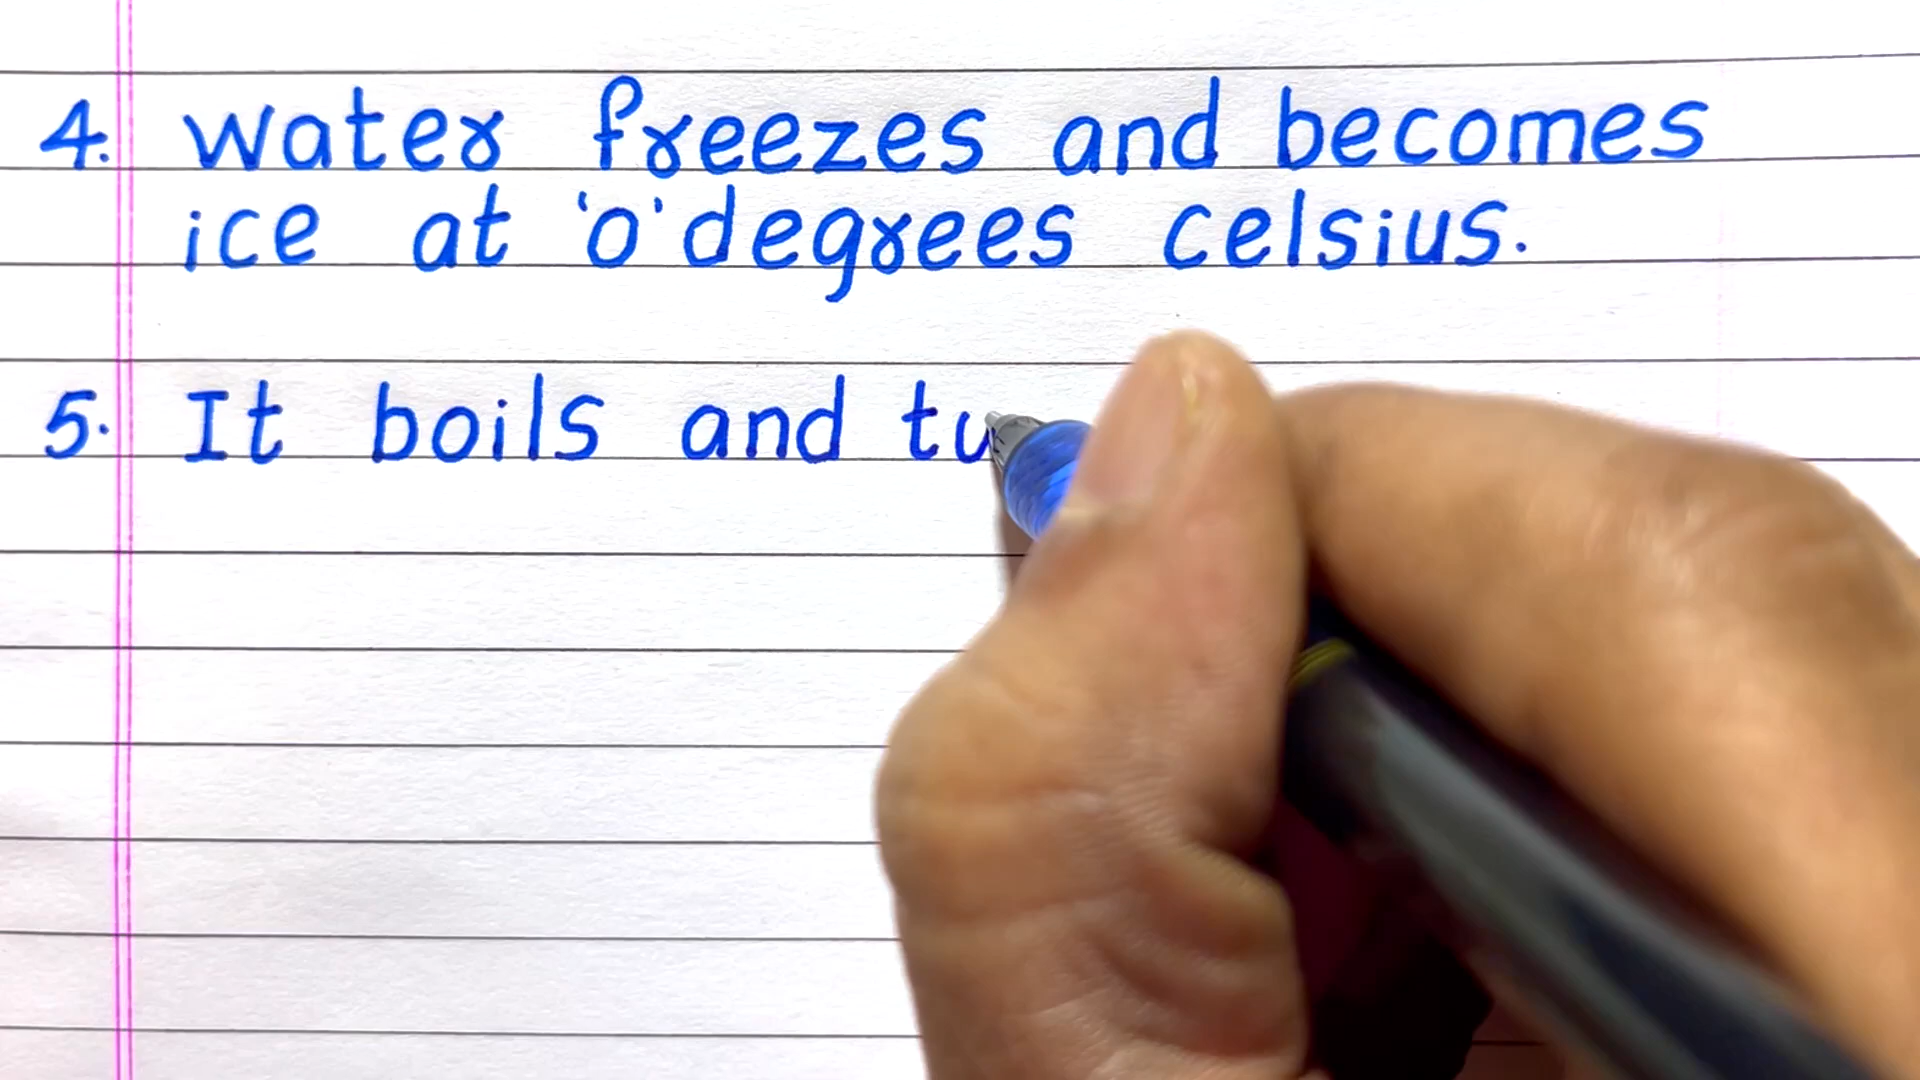 4. Water freezes and becomes
ice at '0' degrees celsius.
5. It boils and tu